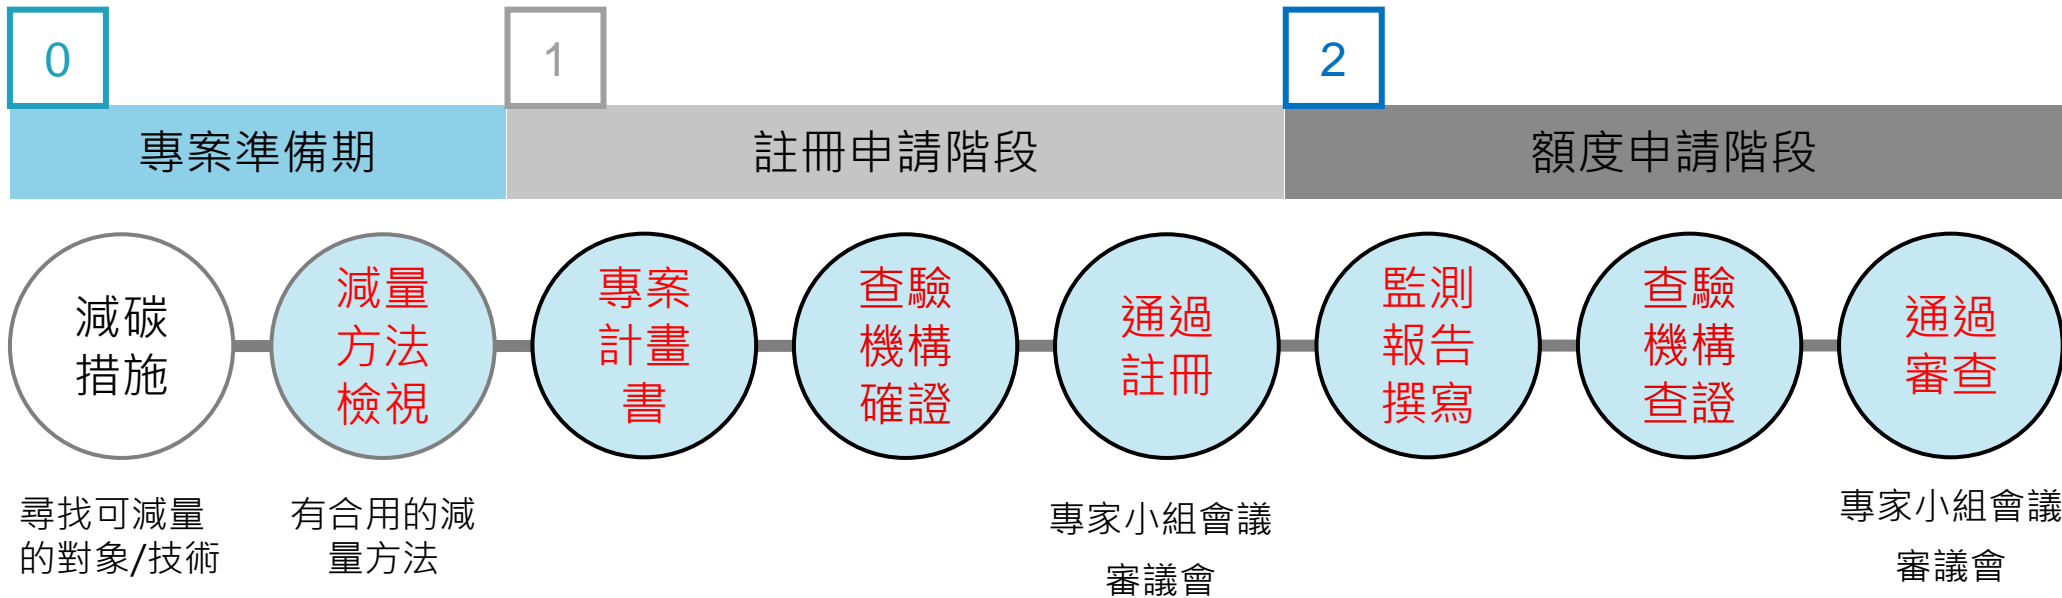 0
1
2
專案準備期
註冊申請階段
額度申請階段
減碳
措施
減量
方法
檢視
專案
計畫
書
查驗
機構
確證
通過
註冊
監測
報告
撰寫
查驗
機構
查證
通過
審查
尋找可減量
的對象/技術
有合用的減
量方法
專家小組會議
審議會
專家小組會議
審議會